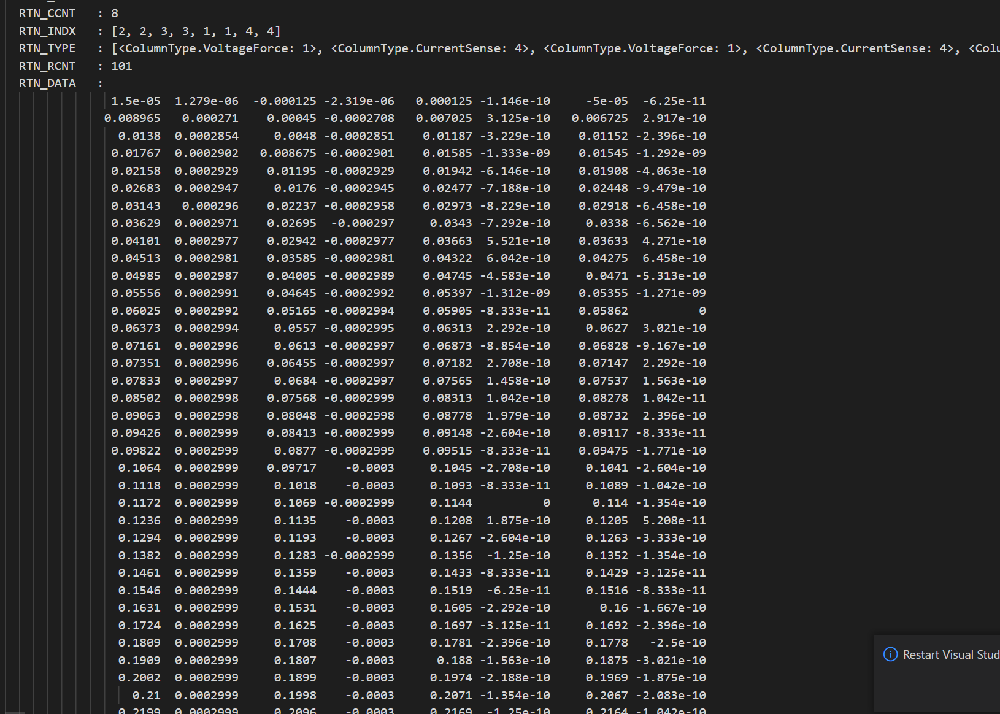 RTN_CCNT : 8
RTN_INDX : [2, 2, 3, 3, 1, 1, 4, 4]
RTN_TYPE : [<ColumnType.VoltageForce: 1>, <ColumnType.CurrentSense: 4>, <ColumnType.VoltageForce: 1>, <ColumnType.CurrentSense: 4>, <Colu
RTN_RCNT : 101
RTN_DATA :
1.5e-05 1.279e-06 -0.000125 -2.319e-06 0.000125 -1.146e-10 -5e-05 -6.25e-11
0.008965 0.000271 0.00045 -0.0002708 0.007025 3.125e-10 0.006725 2.917e-10
0.0138 0.0002854 0.0048 -0.0002851 0.01187 -3.229e-10 0.01152 -2.396e-10
0.01767 0.0002902 0.008675 -0.0002901 0.01585 -1.333e-09 0.01545 -1.292e-09
0.02158 0.0002929 0.01195 -0.0002929 0.01942 -6.146e-10 0.01908 -4.063e-10
0.02683 0.0002947 0.0176 -0.0002945 0.02477 -7.188e-10 0.02448 -9.479e-10
0.03143 0.000296 0.02237 -0.0002958 0.02973 -8.229e-10 0.02918 -6.458e-10
0.03629 0.0002971 0.02695 -0.000297 0.0343 -7.292e-10 0.0338 -6.562e-10
0.04101 0.0002977 0.02942 -0.0002977 0.03663 5.521e-10 0.03633 4.271e-10
0.04513 0.0002981 0.03585 -0.0002981 0.04322 6.042e-10 0.04275 6.458e-10
0.04985 0.0002987 0.04005 -0.0002989 0.04745 -4.583e-10 0.0471 -5.313e-10
0.05556 0.0002991 0.04645 -0.0002992 0.05397 -1.312e-09 0.05355 -1.271e-09
0.06025 0.0002992 0.05165 -0.0002994 0.05905 -8.333e-11 0.05862 0
0.06373 0.0002994 0.0557 -0.0002995 0.06313 2.292e-10 0.0627 3.021e-10
0.07161 0.0002996 0.0613 -0.0002997 0.06873 -8.854e-10 0.06828 -9.167e-10
0.07351 0.0002996 0.06455 -0.0002997 0.07182 2.708e-10 0.07147 2.292e-10
0.07833 0.0002997 0.0684 -0.0002997 0.07565 1.458e-10 0.07537 1.563e-10
0.08502 0.0002998 0.07568 -0.0002999 0.08313 1.042e-10 0.08278 1.042e-11
0.09063 0.0002998 0.08048 -0.0002998 0.08778 1.979e-10 0.08732 2.396e-10
0.09426 0.0002999 0.08413 -0.0002999 0.09148 -2.604e-10 0.09117 -8.333e-11
0.09822 0.0002999 0.0877 -0.0002999 0.09515 -8.333e-11 0.09475 -1.771e-10
0.1064 0.0002999 0.09717 -0.0003 0.1045 -2.708e-10 0.1041 -2.604e-10
0.1118 0.0002999 0.1018 -0.0003 0.1093 -8.333e-11 0.1089 -1.042e-10
0.1172 0.0002999 0.1069 -0.0002999 0.1144 0 0.114 -1.354e-10
0.1236 0.0002999 0.1135 -0.0003 0.1208 1.875e-10 0.1205 5.208e-11
0.1294 0.0002999 0.1193 -0.0003 0.1267 -2.604e-10 0.1263 -3.333e-10
0.1382 0.0002999 0.1283 -0.0002999 0.1356 -1.25e-10 0.1352 -1.354e-10
0.1461 0.0002999 0.1359 -0.0003 0.1433 -8.333e-11 0.1429 -3.125e-11
0.1546 0.0002999 0.1444 -0.0003 0.1519 -6.25e-11 0.1516 -8.333e-11
0.1631 0.0002999 0.1531 -0.0003 0.1605 -2.292e-10 0.16 -1.667e-10
0.1724 0.0002999 0.1625 -0.0003 0.1697 -3.125e-11 0.1692 -2.396e-10
0.1809 0.0002999 0.1708 -0.0003 0.1781 -2.396e-10 0.1778 -2.5e-10
0.1909 0.0002999 0.1807 -0.0003 0.188 -1.563e-10 0.1875 -3.021e-10
0.2002 0.0002999 0.1899 -0.0003 0.1974 -2.188e-10 0.1969 -1.875e-10
0.21 0.0002999 0.1998 -0.0003 0.2071 -1.354e-10 0.2067 -2.083e-10
0.2199 0.0002999 0.2096 -0.0003 0.2169 -1.25e-10 0.2164 -1.042e-10
Restart Visual Stud